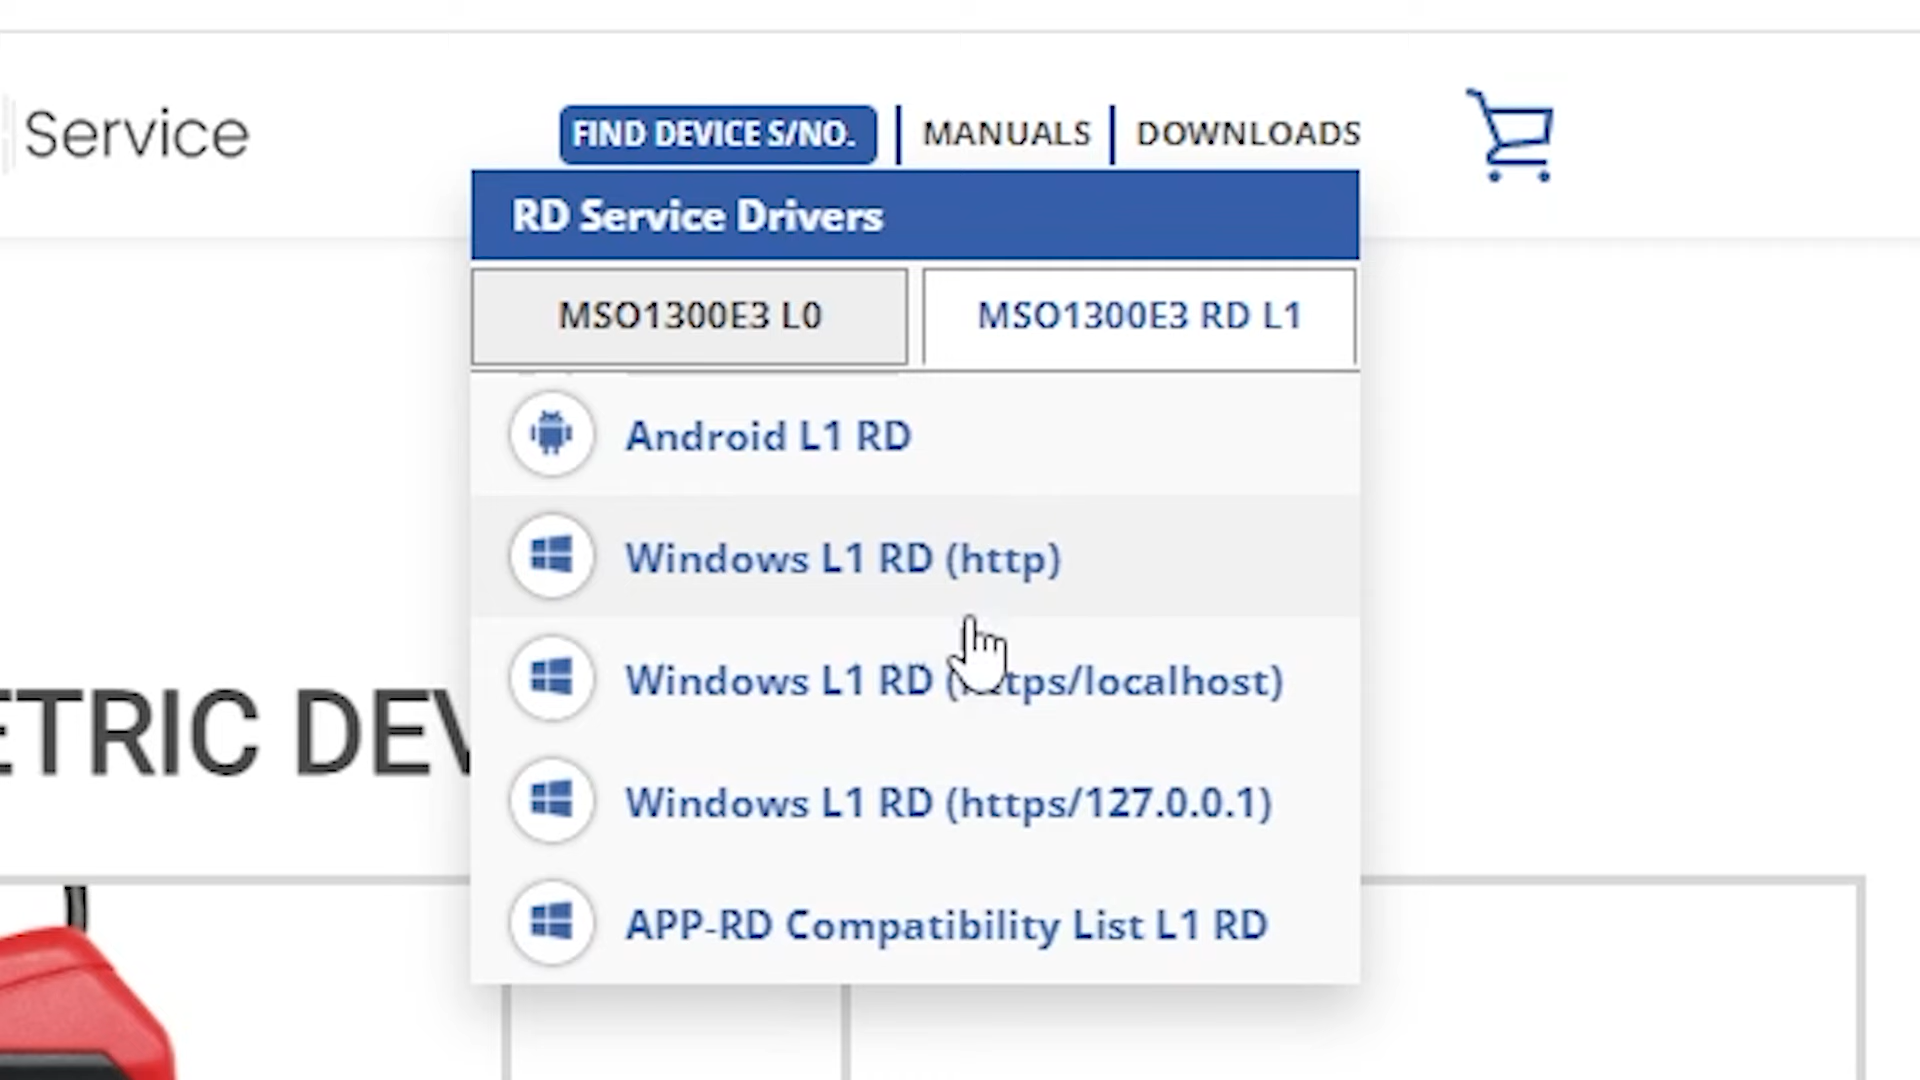 Service
FIND DEVICE S/NO.
MANUALS
DOWNLOADS
RD Service Drivers
MSO1300E3 L0
MSO1300E3 RD L1
Android L1 RD
Windows L1 RD (http)
Windows L1 RD (https/localhost)
Windows L1 RD (https/127.0.0.1)
APP-RD Compatibility List L1 RD
ETRIC DEV